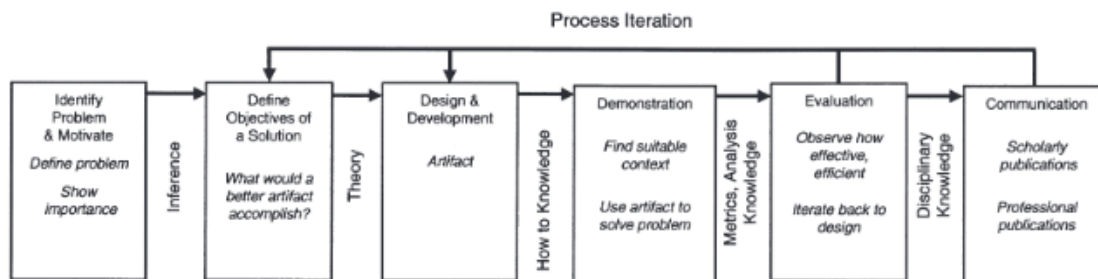 Process Iteration
Identify
Problem
& Motivate
Define problem
Show
importance
Inference
Define
Objectives of
a Solution
What would a
better artifact
accomplish?
Theory
Design &
Development
Artifact
How to Knowledge
Demonstration
Find suitable
context
Use artifact to
solve problem
Metrics, Analysis
Knowledge
Evaluation
Observe how
effective,
efficient
Iterate back to
design
Disciplinary
Knowledge
Communication
Scholarly
publications
Professional
publications